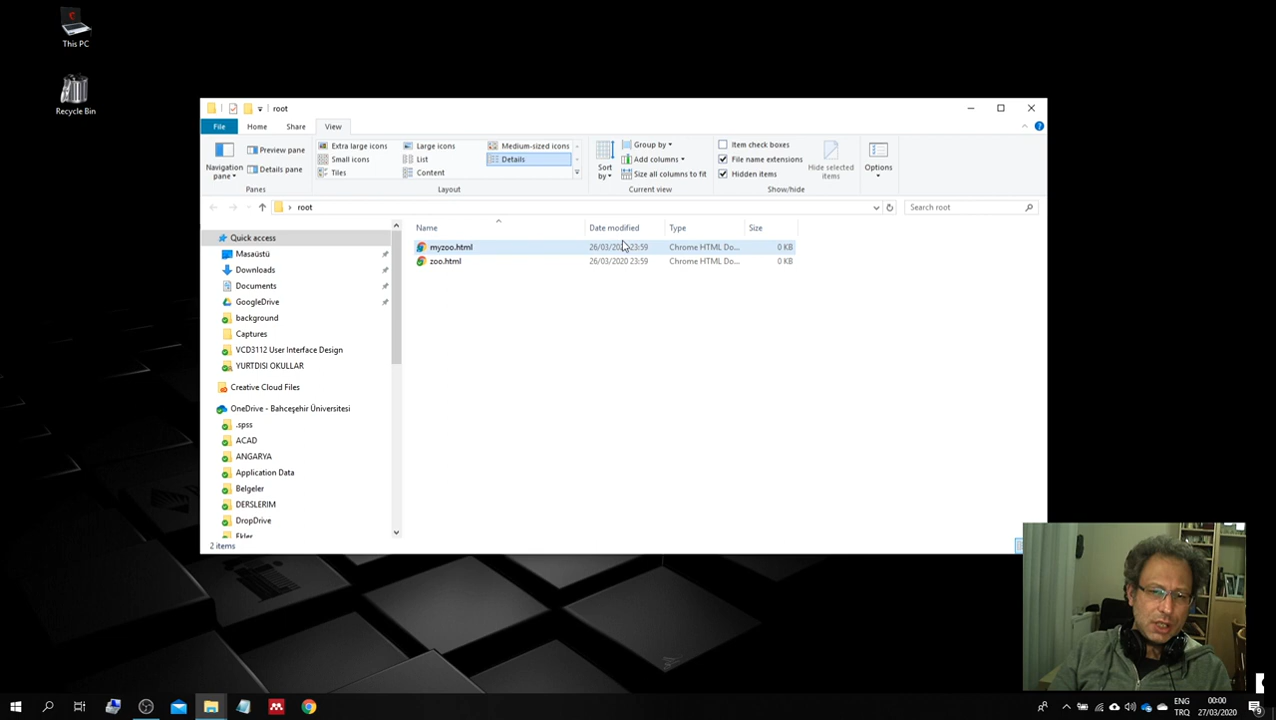 This PC
Recycle Bin
root
File Home Share View
Navigation pane
Preview pane
Details pane
Panes
Extra large icons
Large icons
Medium-sized icons
Small icons
List
Details
Tiles
Content
Layout
Sort by
Group by
Add columns
Size all columns to fit
Current view
Item check boxes
File name extensions
Hidden items
Hide selected items
Show/hide
Options
root
Search root
Name Date modified Type Size
myzoo.html 26/03/2020 23:59 Chrome HTML Do... 0 KB
zoo.html 26/03/2020 23:59 Chrome HTML Do... 0 KB
Quick access
Masaüstü
Downloads
Documents
GoogleDrive
background
Captures
VCD3112 User Interface Design
YURTDISI OKULLAR
Creative Cloud Files
OneDrive - Bahçeşehir Üniversitesi
.spss
ACAD
ANGARYA
Application Data
Belgeler
DERSLERIM
DropDrive
Ekler
2 items
ENG
TRQ
00:00
27/03/2020